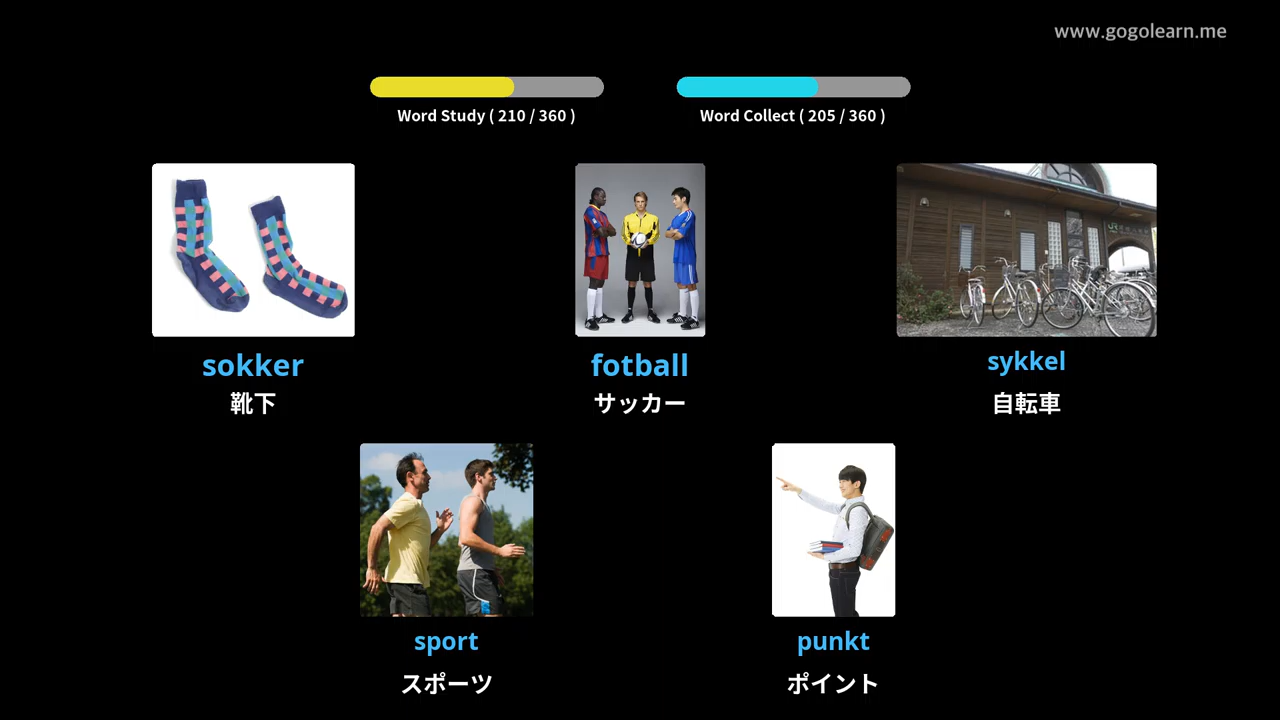 www.gogolearn.me
Word Study ( 210 / 360 )
Word Collect ( 205 / 360 )
sokker
靴下
fotball
サッカー
sykkel
自転車
sport
スポーツ
punkt
ポイント